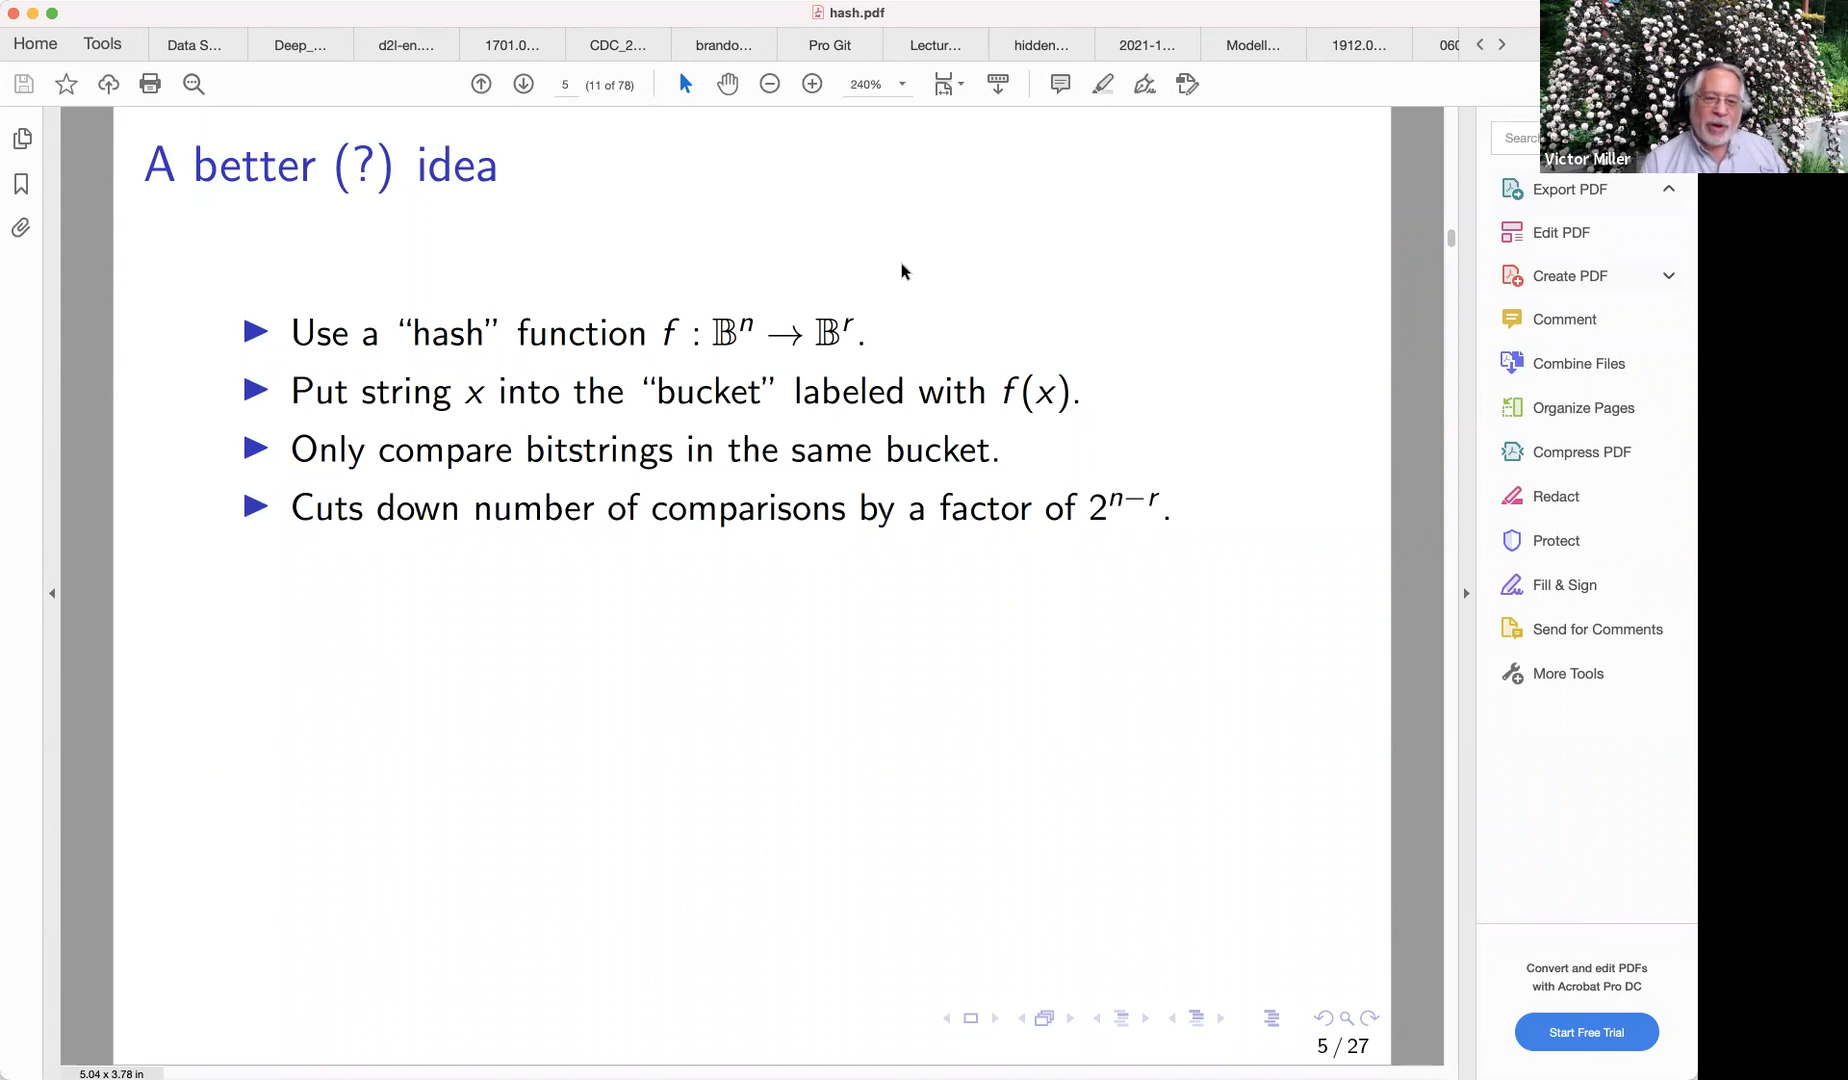 hash.pdf
Home
Tools
Data S...
Deep_...
d2l-en....
1701.0...
CDC_2...
brando...
Pro Git
Lectur...
hidden...
2021-1...
Modell...
1912.0...
5
(11 of 78)
240%
Victor Miller
A better (?) idea
▶ Use a “hash” function f : 𝔹ⁿ → 𝔹ʳ.
▶ Put string x into the “bucket” labeled with f(x).
▶ Only compare bitstrings in the same bucket.
▶ Cuts down number of comparisons by a factor of 2ⁿ⁻ʳ.
5 / 27
5.04 x 3.78 in
Export PDF
Edit PDF
Create PDF
Comment
Combine Files
Organize Pages
Compress PDF
Redact
Protect
Fill & Sign
Send for Comments
More Tools
Convert and edit PDFs
with Acrobat Pro DC
Start Free Trial